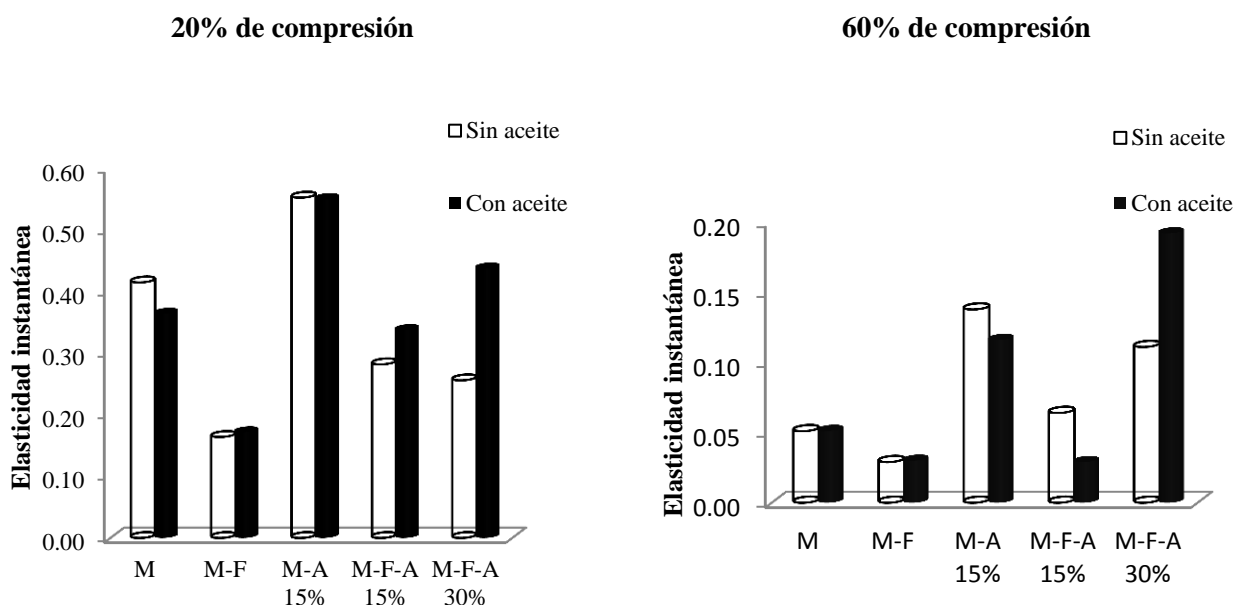 20% de compresión
Sin aceite
Con aceite
Elasticidad instantánea
0.60
0.50
0.40
0.30
0.20
0.10
0.00
M M-F M-A M-F-A M-F-A
15% 15% 30%
60% de compresión
Sin aceite
Con aceite
Elasticidad instantánea
0.20
0.15
0.10
0.05
0.00
M M-F M-A M-F-A M-F-A
15% 15% 30%